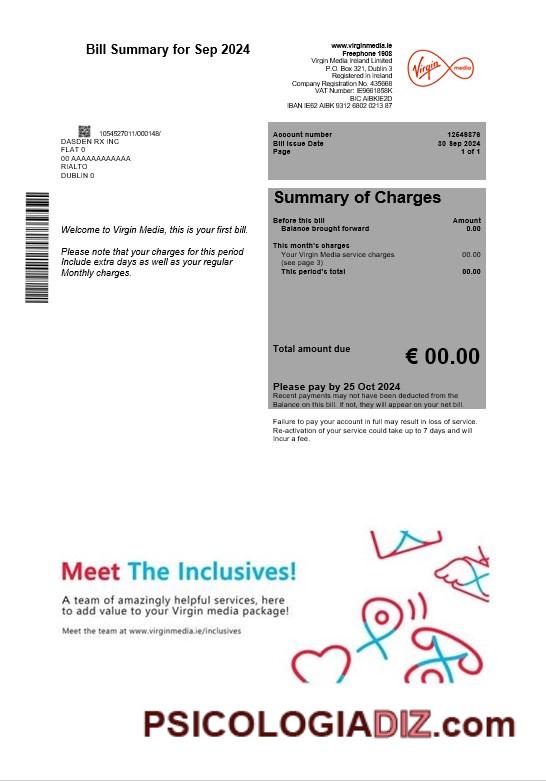 Bill Summary for Sep 2024
www.virginmedia.ie
Freephone 1908
Virgin Media Ireland Limited
P.O. Box 321, Dublin 3
Registered in Ireland
Company Registration No. 435668
VAT Number: IE9661858K
BIC AIBKIE2D
IBAN IE62 AIBK 9312 6802 0213 87
Virgin media
1054527011/000148/
DASDEN RX INC
FLAT 0
00 AAAAAAAAAAAA
RIALTO
DUBLIN 0
Account number 12549876
Bill Issue Date 30 Sep 2024
Page 1 of 1
Welcome to Virgin Media, this is your first bill.
Please note that your charges for this period
Include extra days as well as your regular
Monthly charges.
Summary of Charges
Before this bill Amount
Balance brought forward 0.00
This month's charges
Your Virgin Media service charges 00.00
(see page 3)
This period's total 00.00
Total amount due € 00.00
Please pay by 25 Oct 2024
Recent payments may not have been deducted from the
Balance on this bill. If not, they will appear on your net bill.
Failure to pay your account in full may result in loss of service.
Re-activation of your service could take up to 7 days and will
incur a fee.
Meet The Inclusives!
A team of amazingly helpful services, here
to add value to your Virgin media package!
Meet the team at www.virginmedia.ie/inclusives
PSICOLOGIADIZ.com